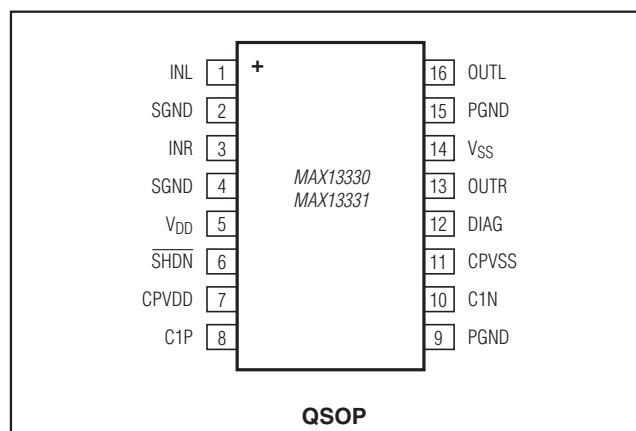 INL 1 + 16 OUTL
SGND 2 15 PGND
INR 3 14 VSS
SGND 4 MAX13330 13 OUTR
MAX13331
VDD 5 12 DIAG
SHDN 6 11 CPVSS
CPVDD 7 10 C1N
C1P 8 9 PGND
QSOP